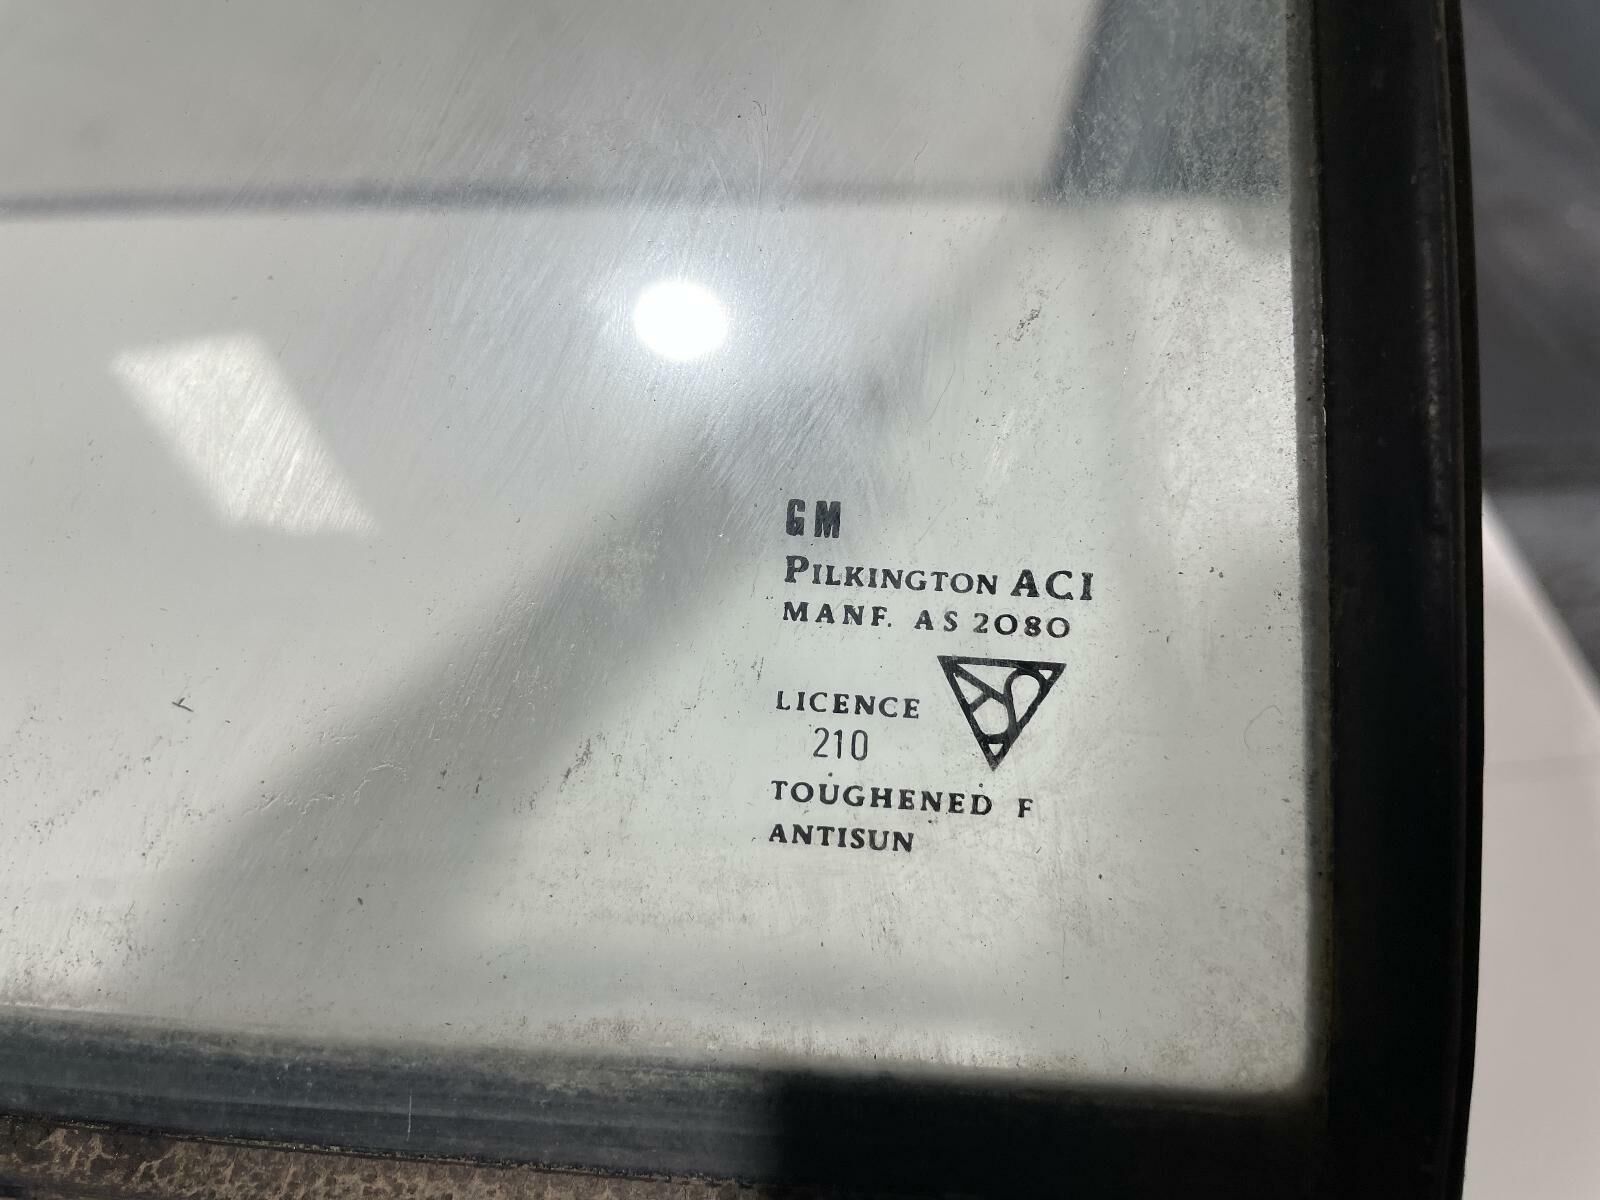 GM
PILKINGTON ACI
MANF. AS 2080
LICENCE
210
TOUGHENED F
ANTISUN